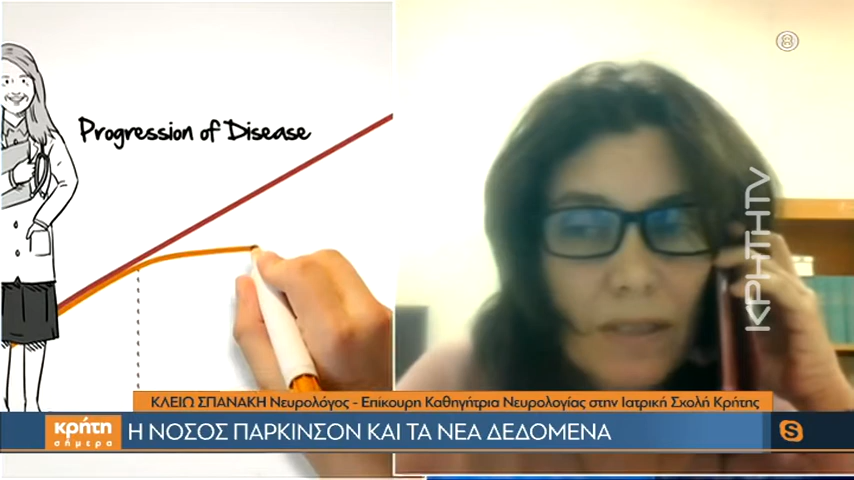 Progression of Disease
8
ΚΡΗΤΗTV
ΚΛΕΙΩ ΣΠΑΝΑΚΗ Νευρολόγος - Επίκουρη Καθηγήτρια Νευρολογίας στην Ιατρική Σχολή Κρήτης
κρήτη
σήμερα
Η ΝΟΣΟΣ ΠΑΡΚΙΝΣΟΝ ΚΑΙ ΤΑ ΝΕΑ ΔΕΔΟΜΕΝΑ